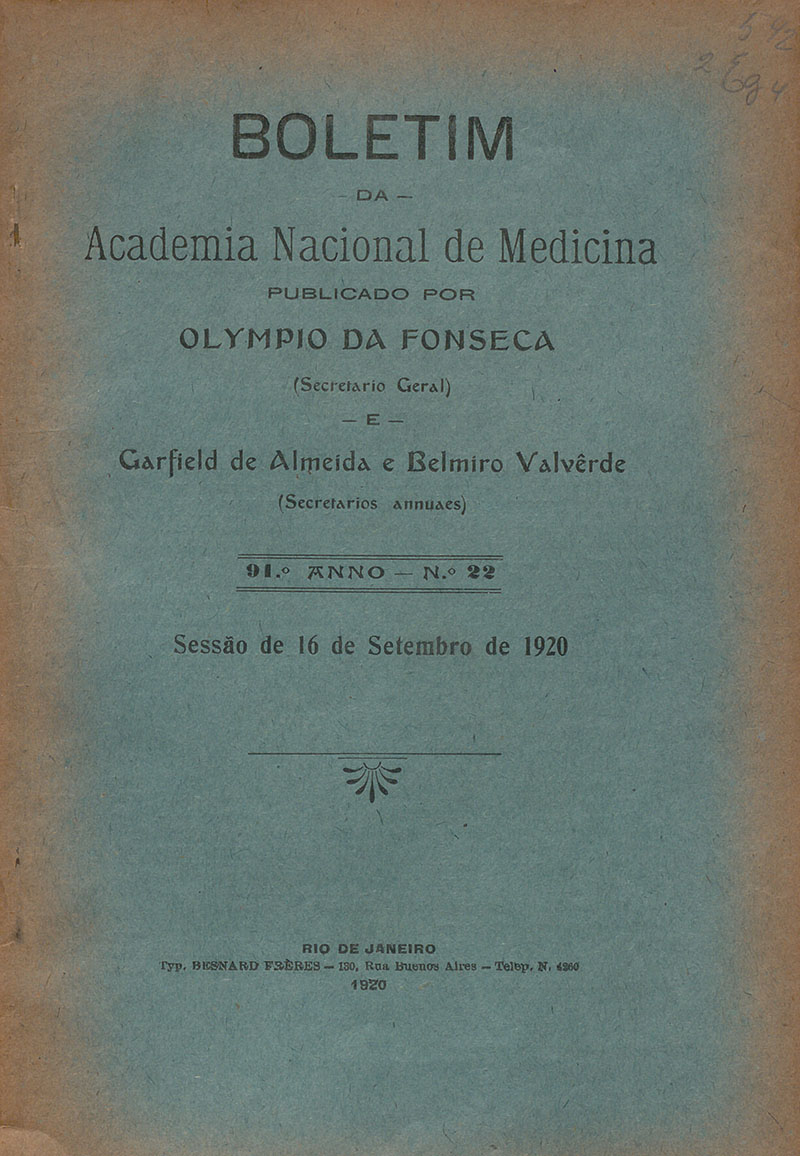 BOLETIM
- DA -
Academia Nacional de Medicina
PUBLICADO POR
OLYMPIO DA FONSECA
(Secretario Geral)
— E —
Garfield de Almeida e Belmiro Valvêrde
(Secretarios annuaes)
91.º ANNO — N.º 22
Sessão de 16 de Setembro de 1920
RIO DE JANEIRO
Typ. BESNARD FRÈRES — 130, Rua Buenos Aires — Telep. N. 4260
1920